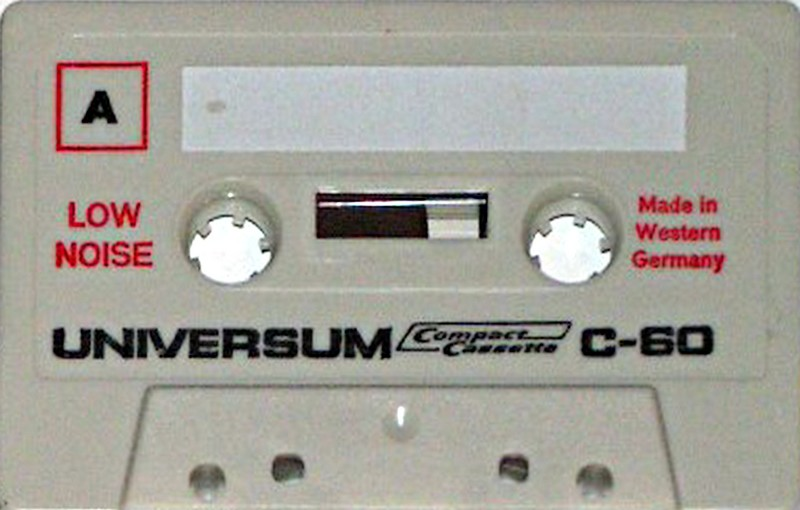 A
LOW
NOISE
Made in
Western
Germany
UNIVERSUM Compact Cassette C-60